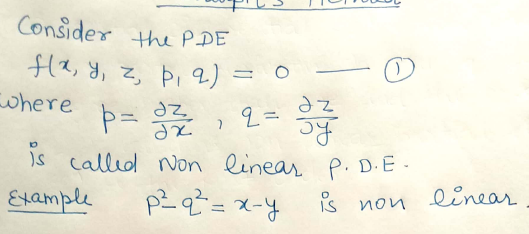 Consider the PDE
f(x, y, z, p, q) = 0 — ①
where p = ∂z/∂x , q = ∂z/∂y
is called Non linear P.D.E.
Example p²-q² = x-y is non linear.